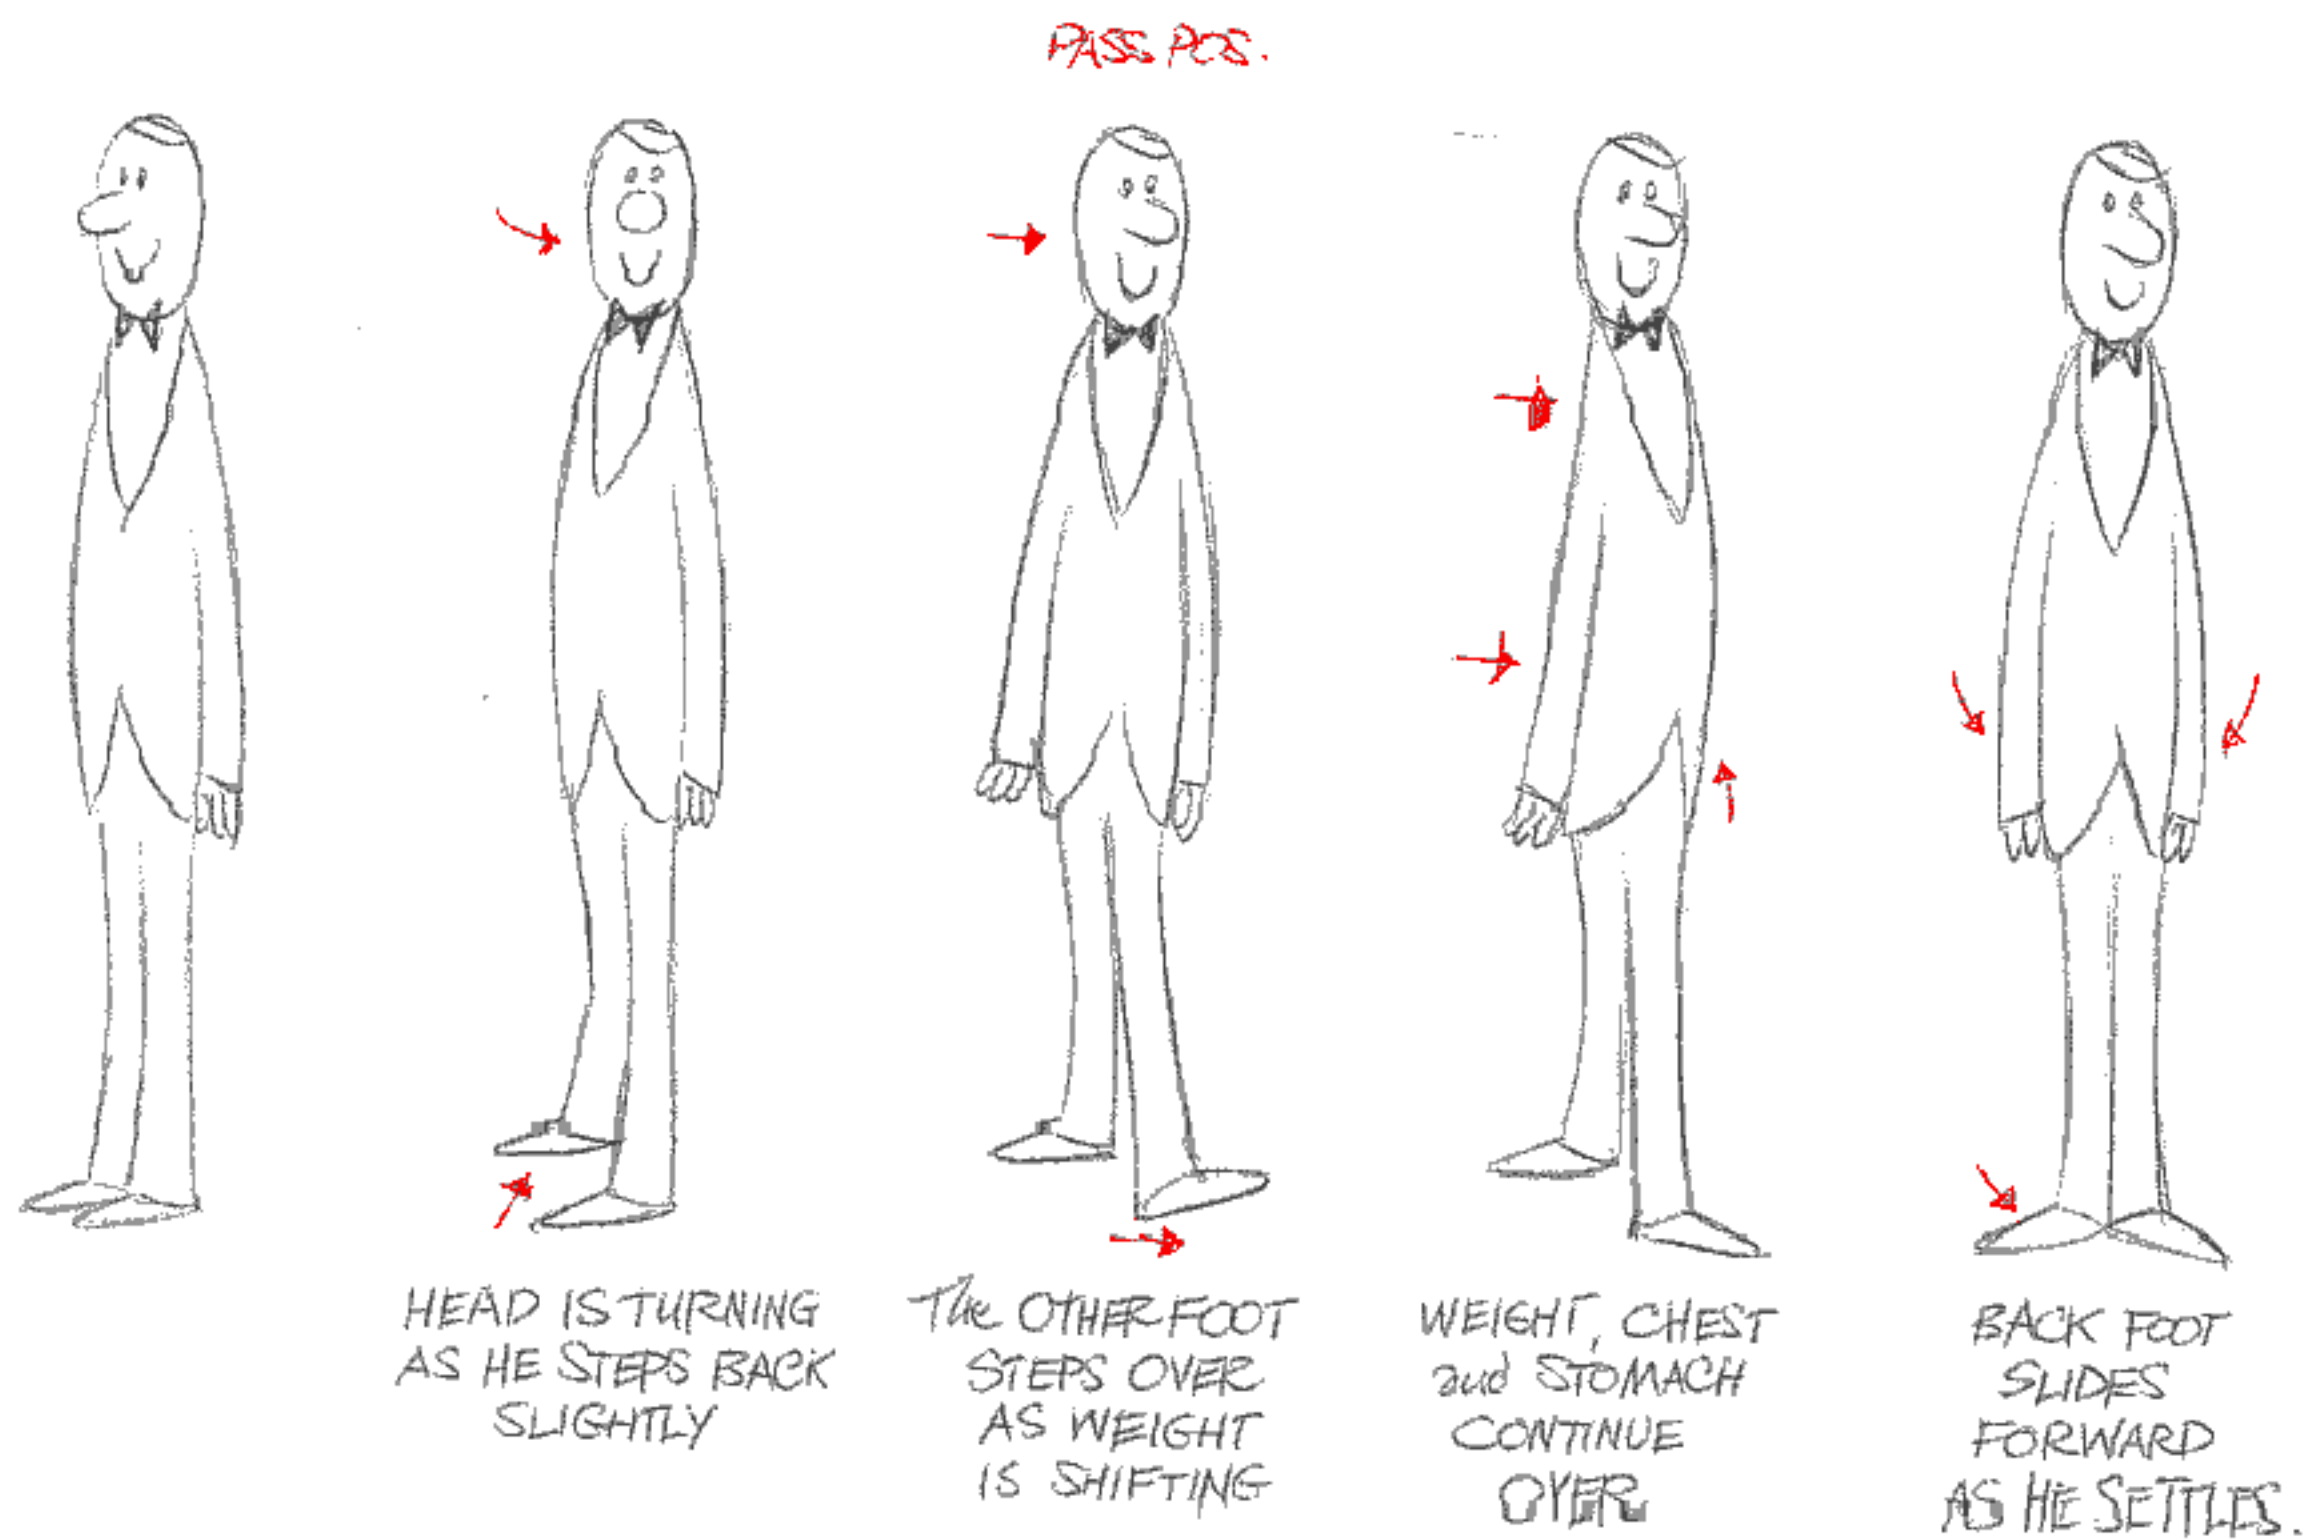 PASS POS.
HEAD IS TURNING
AS HE STEPS BACK
SLIGHTLY
The OTHER FOOT
STEPS OVER
AS WEIGHT
IS SHIFTING
WEIGHT, CHEST
and STOMACH
CONTINUE
OVER
BACK FOOT
SLIDES
FORWARD
AS HE SETTLES.